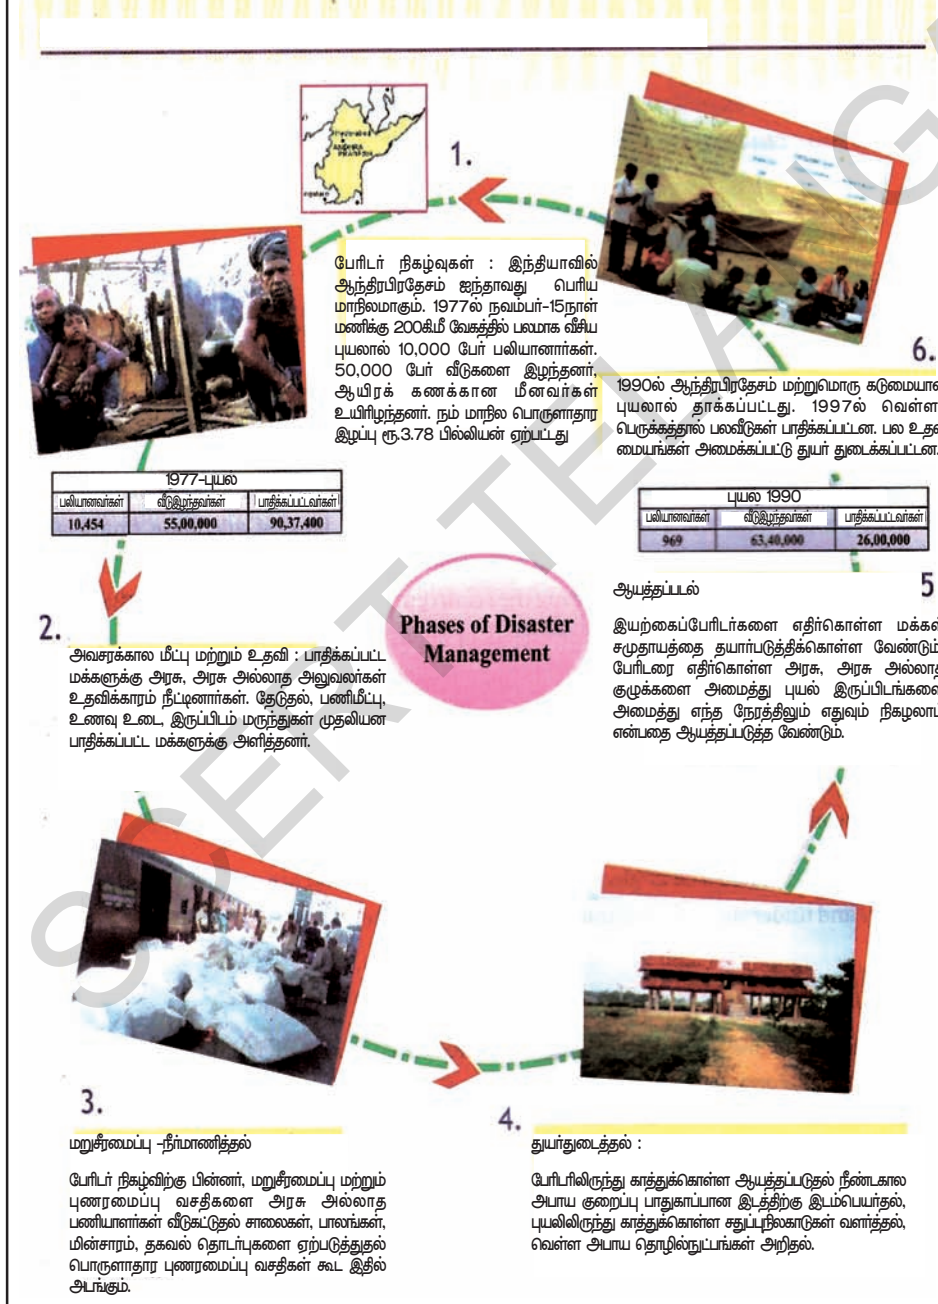 1.
பேரிடர் நிகழ்வுகள் : இந்தியாவில்
ஆந்திரபிரதேசம் ஐந்தாவது பெரிய
மாநிலமாகும். 1977ல் நவம்பர்-15நாள்
மணிக்கு 200கி.மீ வேகத்தில் பலமாக வீசிய
புயலால் 10,000 பேர் பலியானார்கள்.
50,000 பேர் வீடுகளை இழந்தனர்,
ஆயிரக் கணக்கான மீனவர்கள்
உயிரிழந்தனர். நம் மாநில பொருளாதார
இழப்பு ரூ.3.78 பில்லியன் ஏற்பட்டது
1977-புயல்
பலியானவர்கள் வீடுஇழந்தவர்கள் பாதிக்கப்பட்டவர்கள்
10,454 55,00,000 90,37,400
2.
அவசரக்கால மீட்பு மற்றும் உதவி : பாதிக்கப்பட்ட
மக்களுக்கு அரசு, அரசு அல்லாத அலுவலர்கள்
உதவிக்காரம் நீட்டினார்கள். தேடுதல், பணிமீட்பு,
உணவு உடை, இருப்பிடம் மருந்துகள் முதலியன
பாதிக்கப்பட்ட மக்களுக்கு அளித்தனர்.
Phases of Disaster
Management
3.
மறுசீரமைப்பு -நீர்மாணித்தல்
பேரிடர் நிகழ்விற்கு பின்னர், மறுசீரமைப்பு மற்றும்
புணரமைப்பு வசதிகளை அரசு அல்லாத
பணியாளர்கள் வீடுகட்டுதல் சாலைகள், பாலங்கள்,
மின்சாரம், தகவல் தொடர்புகளை ஏற்படுத்துதல்
பொருளாதார புணரமைப்பு வசதிகள் கூட இதில்
அடங்கும்.
4.
துயர்துடைத்தல் :
பேரிடரிலிருந்து காத்துக்கொள்ள ஆயத்தப்படுதல் நீண்டகால
அபாய குறைப்பு பாதுகாப்பான இடத்திற்கு இடம்பெயர்தல்,
புயலிலிருந்து காத்துக்கொள்ள சதுப்புநிலகாடுகள் வளர்த்தல்,
வெள்ள அபாய தொழில்நுட்பங்கள் அறிதல்.
5
ஆயத்தப்படல்
இயற்கைப்பேரிடர்களை எதிர்கொள்ள மக்கள்
சமுதாயத்தை தயார்படுத்திக்கொள்ள வேண்டும்
பேரிடரை எதிர்கொள்ள அரசு, அரசு அல்லாத
குழுக்களை அமைத்து புயல் இருப்பிடங்களை
அமைத்து எந்த நேரத்திலும் எதுவும் நிகழலாம்
என்பதை ஆயத்தப்படுத்த வேண்டும்.
6.
1990ல் ஆந்திரபிரதேசம் மற்றுமொரு கடுமையான
புயலால் தாக்கப்பட்டது. 1997ல் வெள்ள
பெருக்கத்தால் பலவீடுகள் பாதிக்கப்பட்டன. பல உதவி
மையங்கள் அமைக்கப்பட்டு துயர் துடைக்கப்பட்டன.
புயல் 1990
பலியானவர்கள் வீடுஇழந்தவர்கள் பாதிக்கப்பட்டவர்கள்
969 63,40,000 26,00,000
ANDHRA
PRADESH
SCERT TELANGA